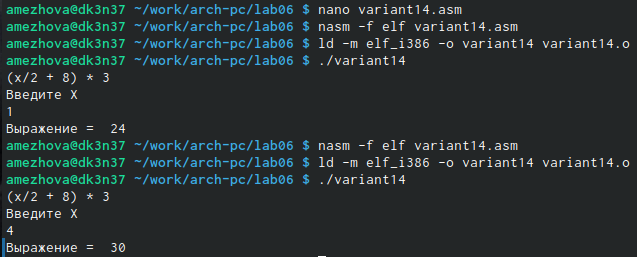 amezhova@dk3n37 ~/work/arch-pc/lab06 $ nano variant14.asm
amezhova@dk3n37 ~/work/arch-pc/lab06 $ nasm -f elf variant14.asm
amezhova@dk3n37 ~/work/arch-pc/lab06 $ ld -m elf_i386 -o variant14 variant14.o
amezhova@dk3n37 ~/work/arch-pc/lab06 $ ./variant14
(x/2 + 8) * 3
Введите X
1
Выражение =  24
amezhova@dk3n37 ~/work/arch-pc/lab06 $ nasm -f elf variant14.asm
amezhova@dk3n37 ~/work/arch-pc/lab06 $ ld -m elf_i386 -o variant14 variant14.o
amezhova@dk3n37 ~/work/arch-pc/lab06 $ ./variant14
(x/2 + 8) * 3
Введите X
4
Выражение =  30